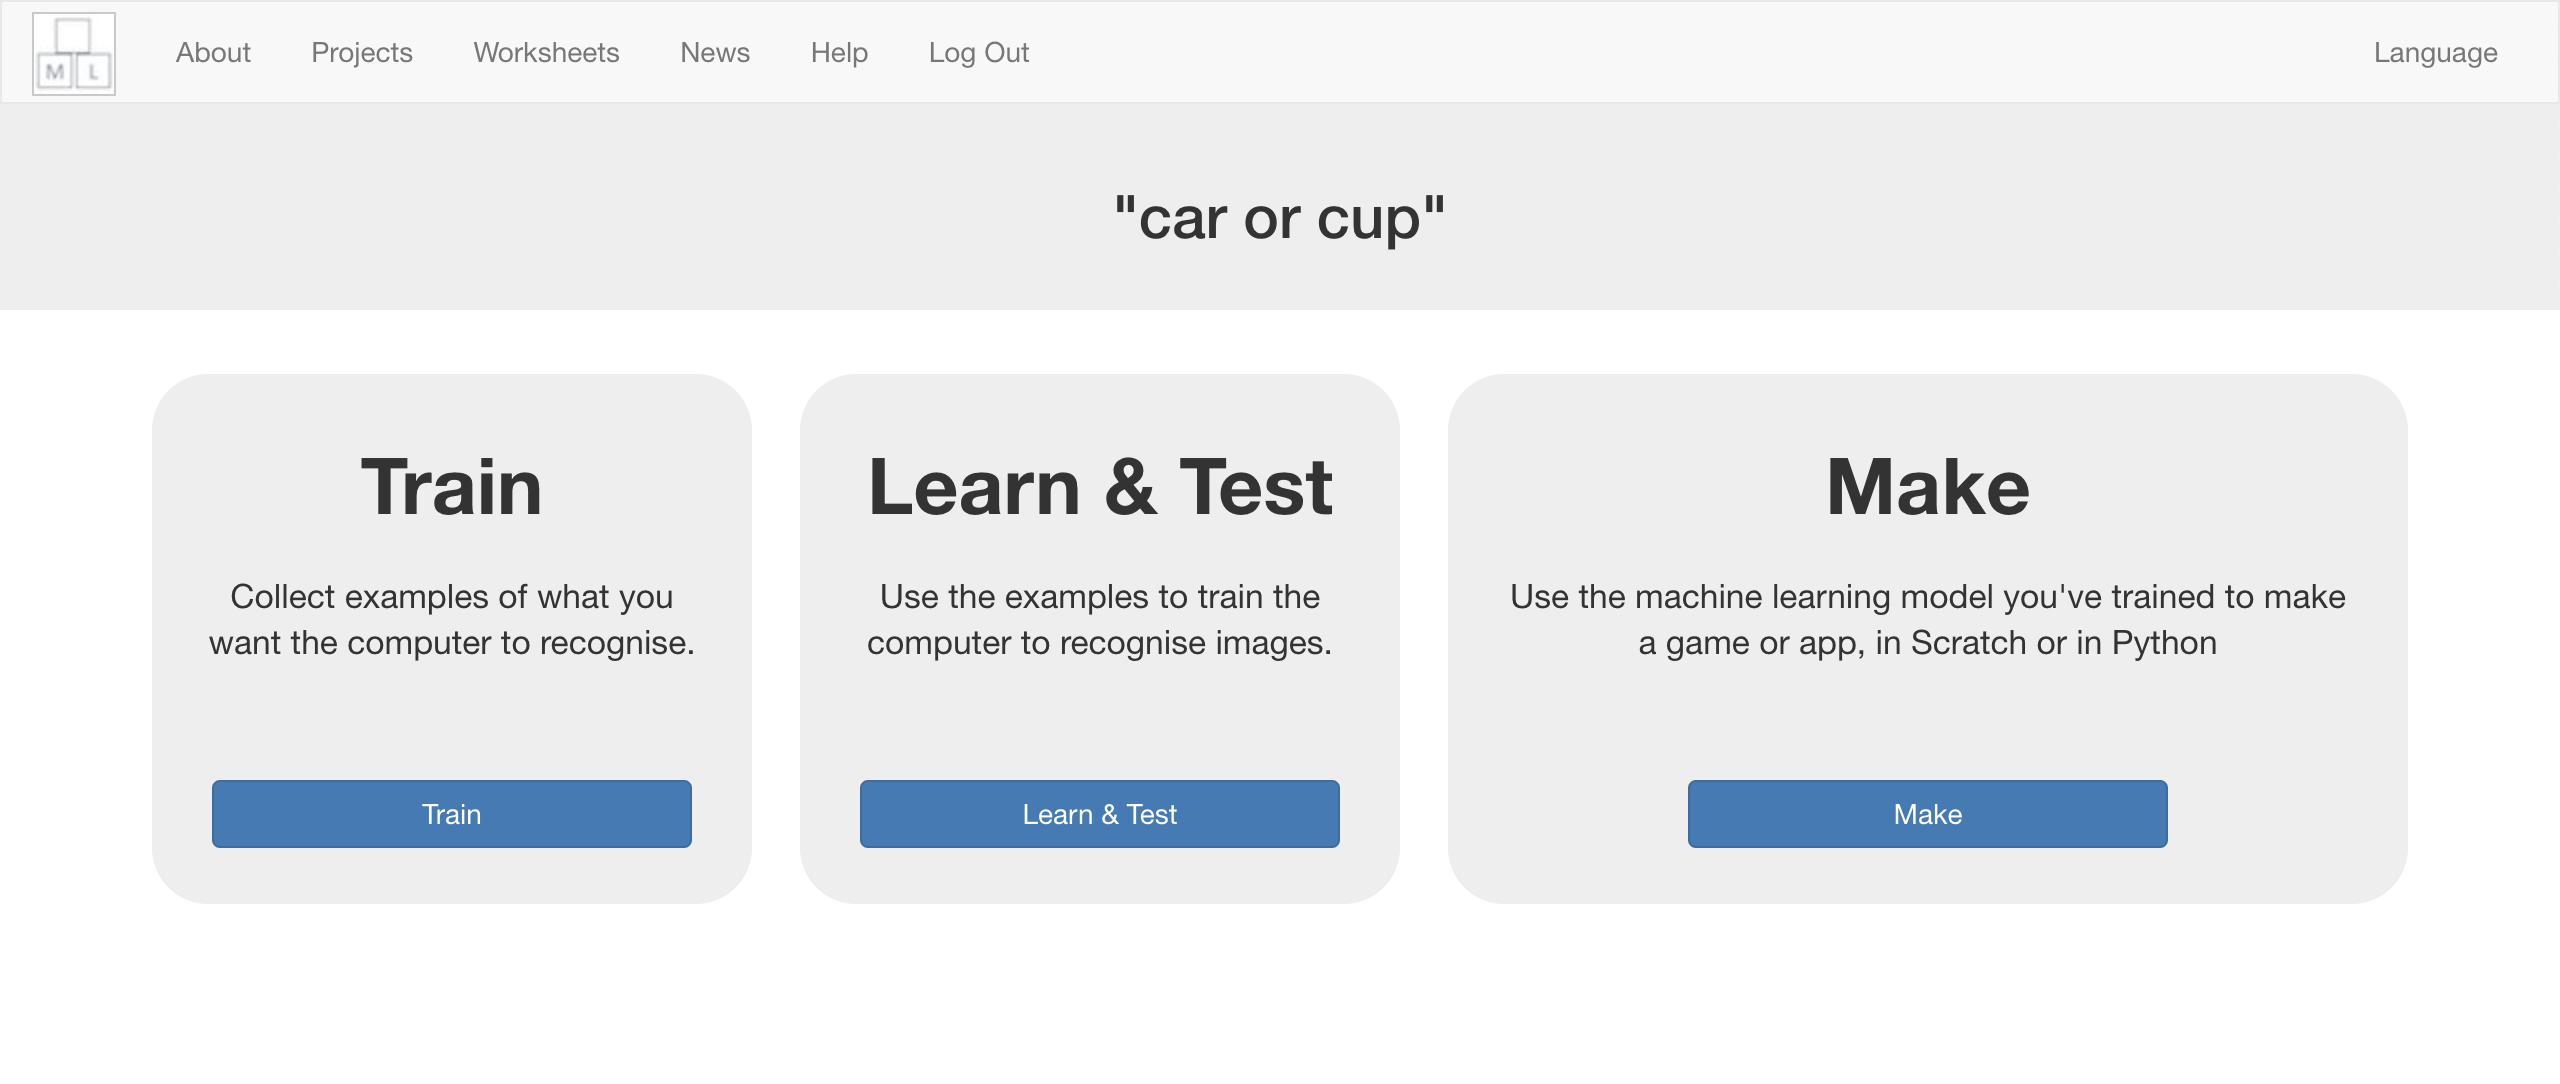 M L
About Projects Worksheets News Help Log Out Language
"car or cup"
Train
Collect examples of what you
want the computer to recognise.
Train
Learn & Test
Use the examples to train the
computer to recognise images.
Learn & Test
Make
Use the machine learning model you've trained to make
a game or app, in Scratch or in Python
Make